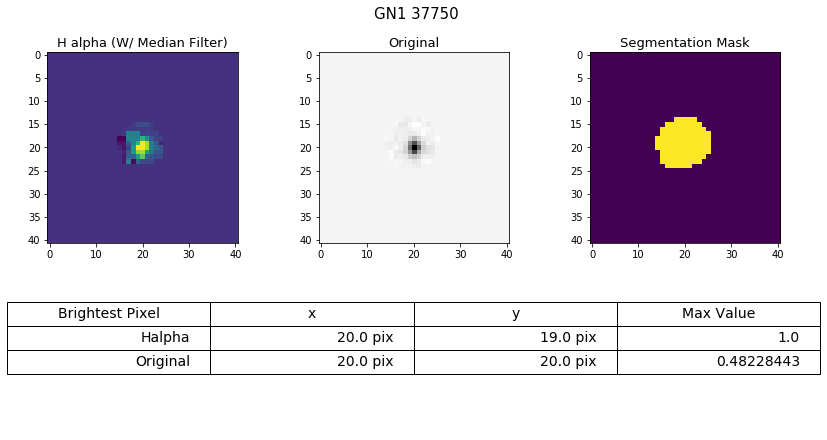 GN1 37750
H alpha (W/ Median Filter)
Original
Segmentation Mask
0
5
10
15
20
25
30
35
40
0 10 20 30 40
0
5
10
15
20
25
30
35
40
0 10 20 30 40
0
5
10
15
20
25
30
35
40
0 10 20 30 40
Brightest Pixel x y Max Value
Halpha 20.0 pix 19.0 pix 1.0
Original 20.0 pix 20.0 pix 0.48228443